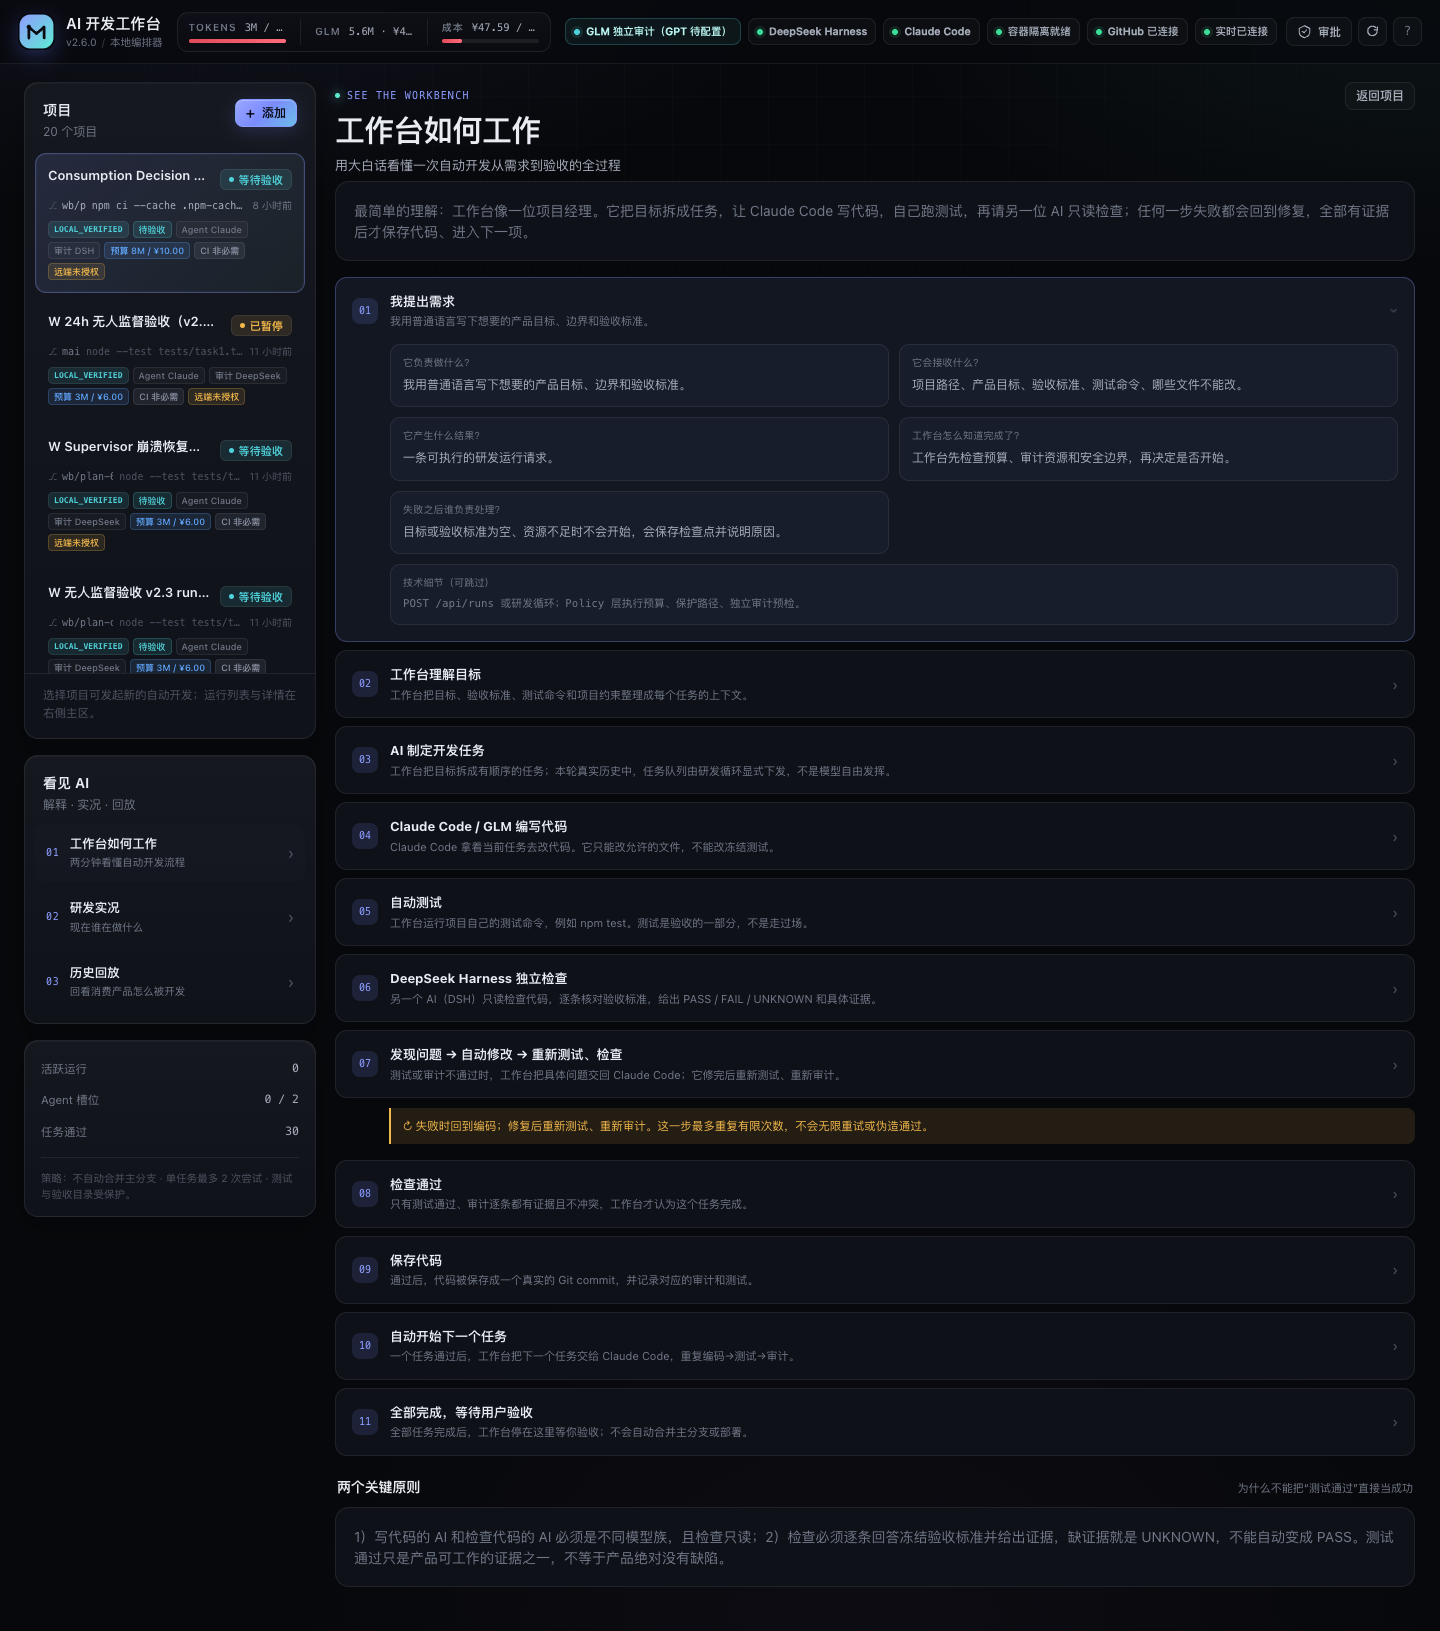 AI 开发工作台
v2.6.0 / 本地编排器
TOKENS 3M / …
GLM 5.6M · ¥4…
成本 ¥47.59 / …
GLM 独立审计（GPT 待配置）
DeepSeek Harness
Claude Code
容器隔离就绪
GitHub 已连接
实时已连接
审批
?
项目
20 个项目
+ 添加
Consumption Decision ...
等待验收
wb/p npm ci --cache .npm-cach… 8 小时前
LOCAL_VERIFIED 待验收 Agent Claude
审计 DSH 预算 8M / ¥10.00 CI 非必需
远端未授权
W 24h 无人监督验收（v2....
已暂停
mai node --test tests/task1.t… 11 小时前
LOCAL_VERIFIED Agent Claude 审计 DeepSeek
预算 3M / ¥6.00 CI 非必需 远端未授权
W Supervisor 崩溃恢复...
等待验收
wb/plan-6 node --test tests/t… 11 小时前
LOCAL_VERIFIED 待验收 Agent Claude
审计 DeepSeek 预算 3M / ¥6.00 CI 非必需
远端未授权
W 无人监督验收 v2.3 run...
等待验收
node --test tests/t… 11 小时前
LOCAL_VERIFIED 待验收 Agent Claude
审计 DeepSeek 预算 3M / ¥6.00 CI 非必需
选择项目可发起新的自动开发；运行列表与详情在
右侧主区。
看见 AI
解释 · 实况 · 回放
01 工作台如何工作
两分钟看懂自动开发流程
02 研发实况
现在谁在做什么
03 历史回放
回看消费产品怎么被开发
活跃运行 0
Agent 槽位 0 / 2
任务通过 30
策略：不自动合并主分支 · 单任务最多 2 次尝试 · 测试
与验收目录受保护。
SEE THE WORKBENCH
返回项目
工作台如何工作
用大白话看懂一次自动开发从需求到验收的全过程
最简单的理解：工作台像一位项目经理。它把目标拆成任务，让 Claude Code 写代码，自己跑测试，再请另一位 AI 只读检查；任何一步失败都会回到修复，全部有证据
后才保存代码、进入下一项。
01 我提出需求
我用普通语言写下想要的产品目标、边界和验收标准。
它负责做什么?
我用普通语言写下想要的产品目标、边界和验收标准。
它会接收什么?
项目路径、产品目标、验收标准、测试命令、哪些文件不能改。
它产生什么结果?
一条可执行的研发运行请求。
工作台怎么知道完成了?
工作台先检查预算、审计资源和安全边界，再决定是否开始。
失败之后谁负责处理?
目标或验收标准为空、资源不足时不会开始，会保存检查点并说明原因。
技术细节（可跳过）
POST /api/runs 或研发循环；Policy 层执行预算、保护路径、独立审计预检。
02 工作台理解目标
工作台把目标、验收标准、测试命令和项目约束整理成每个任务的上下文。
03 AI 制定开发任务
工作台把目标拆成有顺序的任务；本轮真实历史中，任务队列由研发循环显式下发，不是模型自由发挥。
04 Claude Code / GLM 编写代码
Claude Code 拿着当前任务去改代码。它只能改允许的文件，不能改冻结测试。
05 自动测试
工作台运行项目自己的测试命令，例如 npm test。测试是验收的一部分，不是走过场。
06 DeepSeek Harness 独立检查
另一个 AI（DSH）只读检查代码，逐条核对验收标准，给出 PASS / FAIL / UNKNOWN 和具体证据。
07 发现问题 → 自动修改 → 重新测试、检查
测试或审计不通过时，工作台把具体问题交回 Claude Code；它修完后重新测试、重新审计。
↻ 失败时回到编码；修复后重新测试、重新审计。这一步最多重复有限次数，不会无限重试或伪造通过。
08 检查通过
只有测试通过、审计逐条都有证据且不冲突，工作台才认为这个任务完成。
09 保存代码
通过后，代码被保存成一个真实的 Git commit，并记录对应的审计和测试。
10 自动开始下一个任务
一个任务通过后，工作台把下一个任务交给 Claude Code，重复编码→测试→审计。
11 全部完成，等待用户验收
全部任务完成后，工作台停在这里等你验收；不会自动合并主分支或部署。
两个关键原则
为什么不能把“测试通过”直接当成功
1）写代码的 AI 和检查代码的 AI 必须是不同模型族，且检查只读；2）检查必须逐条回答冻结验收标准并给出证据，缺证据就是 UNKNOWN，不能自动变成 PASS。测试
通过只是产品可工作的证据之一，不等于产品绝对没有缺陷。